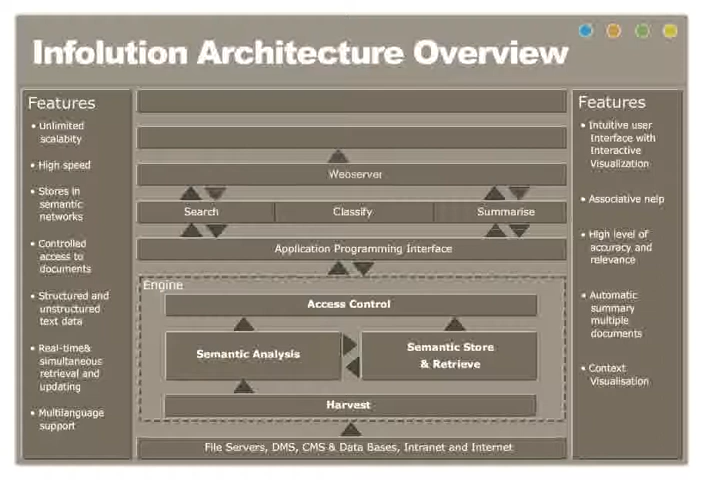 Infolution Architecture Overview
Features
• Unlimited
scalabity
• High speed
• Stores in
semantic
networks
• Controlled
access to
documents
• Structured and
unstructured
text data
• Real-time&
simultaneous
retrieval and
updating
• Multilanguage
support
Webserver
Search
Classify
Summarise
Application Programming Interface
Engine
Access Control
Semantic Analysis
Semantic Store
& Retrieve
Harvest
File Servers, DMS, CMS & Data Bases, Intranet and Internet
Features
• Intuitive user
Interface with
Interactive
Visualization
• Associative help
• High level of
accuracy and
relevance
• Automatic
summary
multiple
documents
• Context
Visualisation